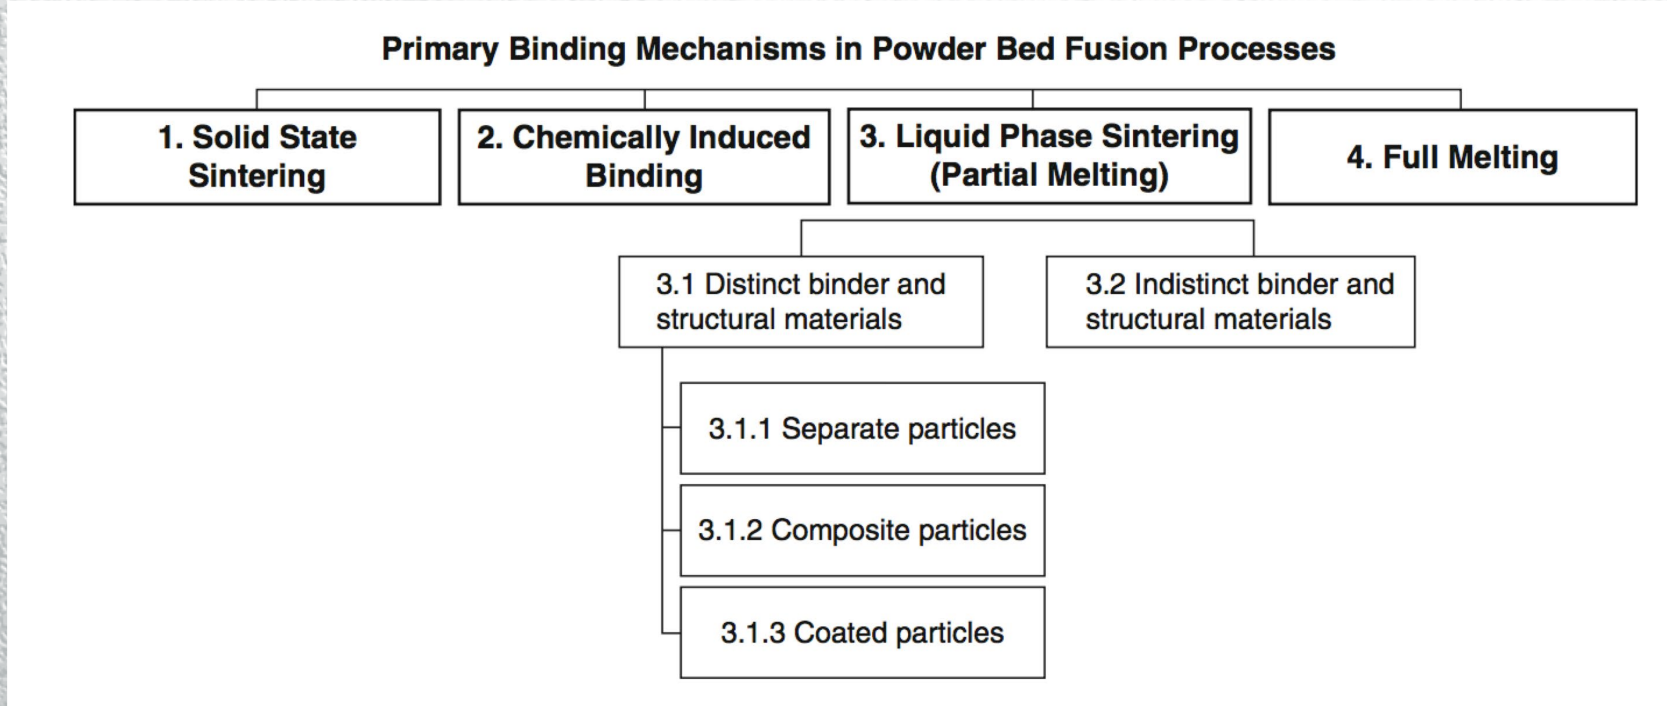 Primary Binding Mechanisms in Powder Bed Fusion Processes
1. Solid State
Sintering
2. Chemically Induced
Binding
3. Liquid Phase Sintering
(Partial Melting)
4. Full Melting
3.1 Distinct binder and
structural materials
3.2 Indistinct binder and
structural materials
3.1.1 Separate particles
3.1.2 Composite particles
3.1.3 Coated particles